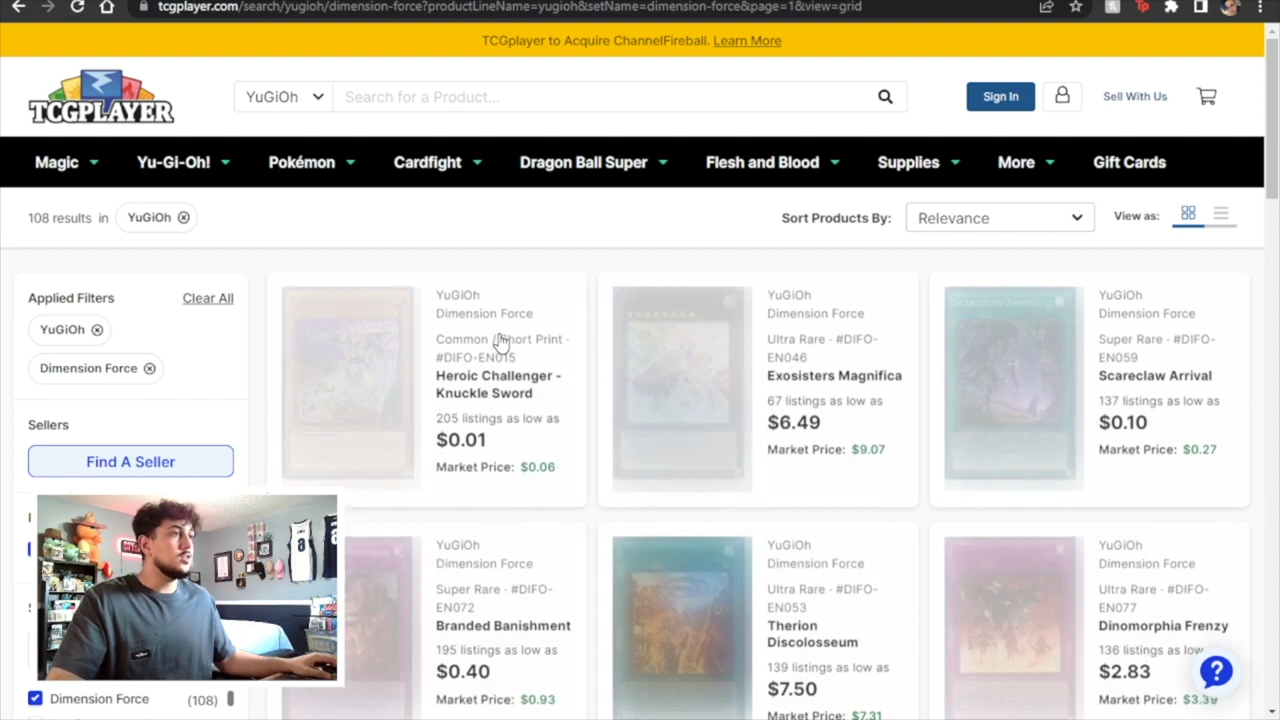 tcgplayer.com/search/yugioh/dimension-force?productLineName=yugioh&setName=dimension-force&page=1&view=grid
TCGplayer to Acquire ChannelFireball. Learn More
TCGPLAYER
YuGiOh
Search for a Product...
Sign In
Sell With Us
Magic
Yu-Gi-Oh!
Pokémon
Cardfight
Dragon Ball Super
Flesh and Blood
Supplies
More
Gift Cards
108 results in
YuGiOh
Sort Products By:
Relevance
View as:
Applied Filters
Clear All
YuGiOh
Dimension Force
Sellers
Find A Seller
Dimension Force
(108)
YuGiOh
Dimension Force
Common / Short Print ·
#DIFO-EN015
Heroic Challenger -
Knuckle Sword
205 listings as low as
$0.01
Market Price: $0.06
YuGiOh
Dimension Force
Ultra Rare · #DIFO-
EN046
Exosisters Magnifica
67 listings as low as
$6.49
Market Price: $9.07
YuGiOh
Dimension Force
Super Rare · #DIFO-
EN059
Scareclaw Arrival
137 listings as low as
$0.10
Market Price: $0.27
YuGiOh
Dimension Force
Super Rare · #DIFO-
EN072
Branded Banishment
195 listings as low as
$0.40
Market Price: $0.93
YuGiOh
Dimension Force
Ultra Rare · #DIFO-
EN053
Therion
Discolosseum
139 listings as low as
$7.50
Market Price: $7.31
YuGiOh
Dimension Force
Ultra Rare · #DIFO-
EN077
Dinomorphia Frenzy
136 listings as low as
$2.83
Market Price: $3.39
?